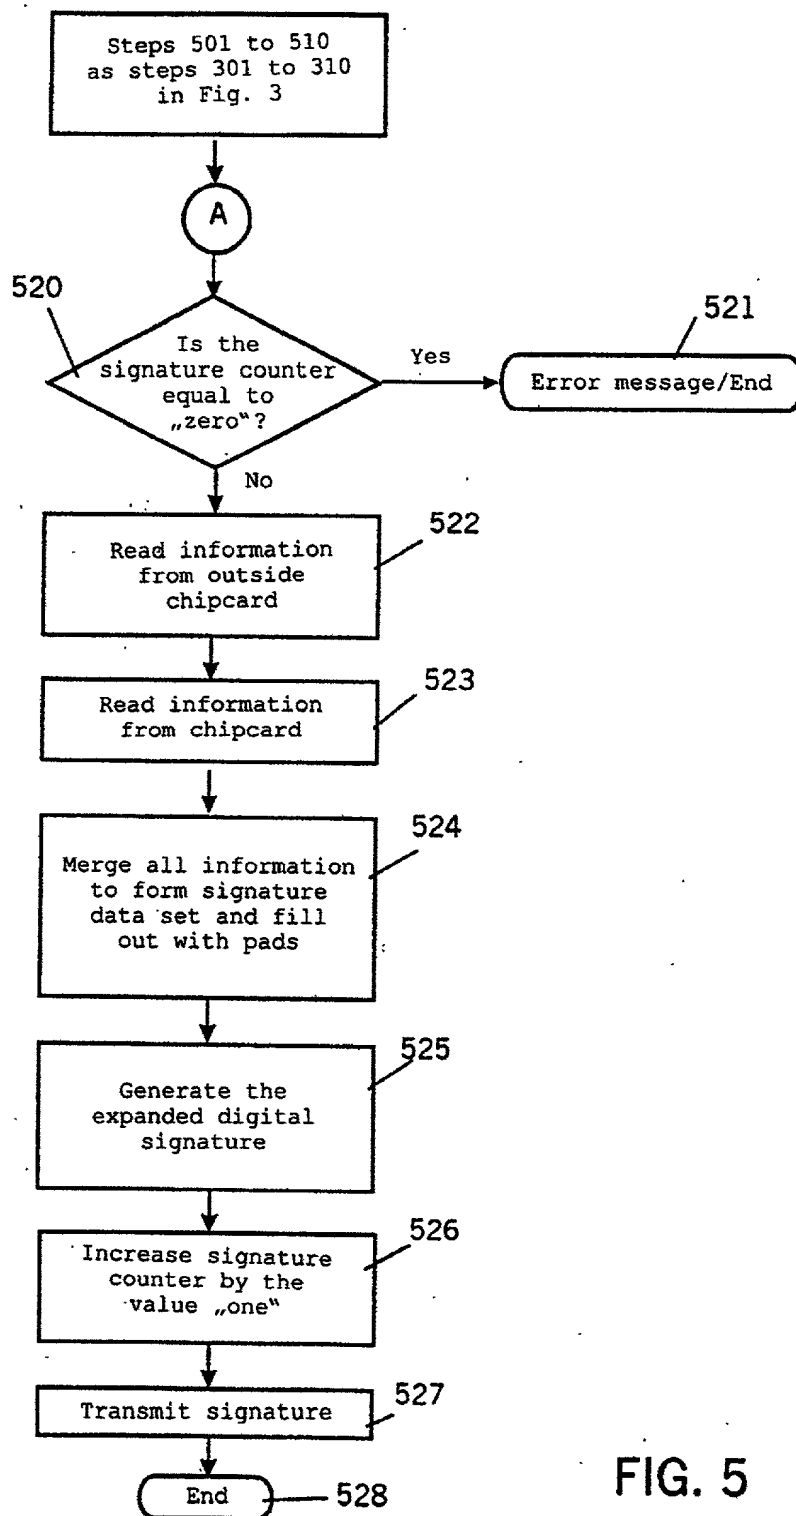 Steps 501 to 510
as steps 301 to 310
in Fig. 3
A
520
Is the
signature counter
equal to
„zero“?
Yes
521
Error message/End
No
522
Read information
from outside
chipcard
523
Read information
from chipcard
524
Merge all information
to form signature
data set and fill
out with pads
525
Generate the
expanded digital
signature
526
Increase signature
counter by the
value „one“
527
Transmit signature
End
528
FIG. 5